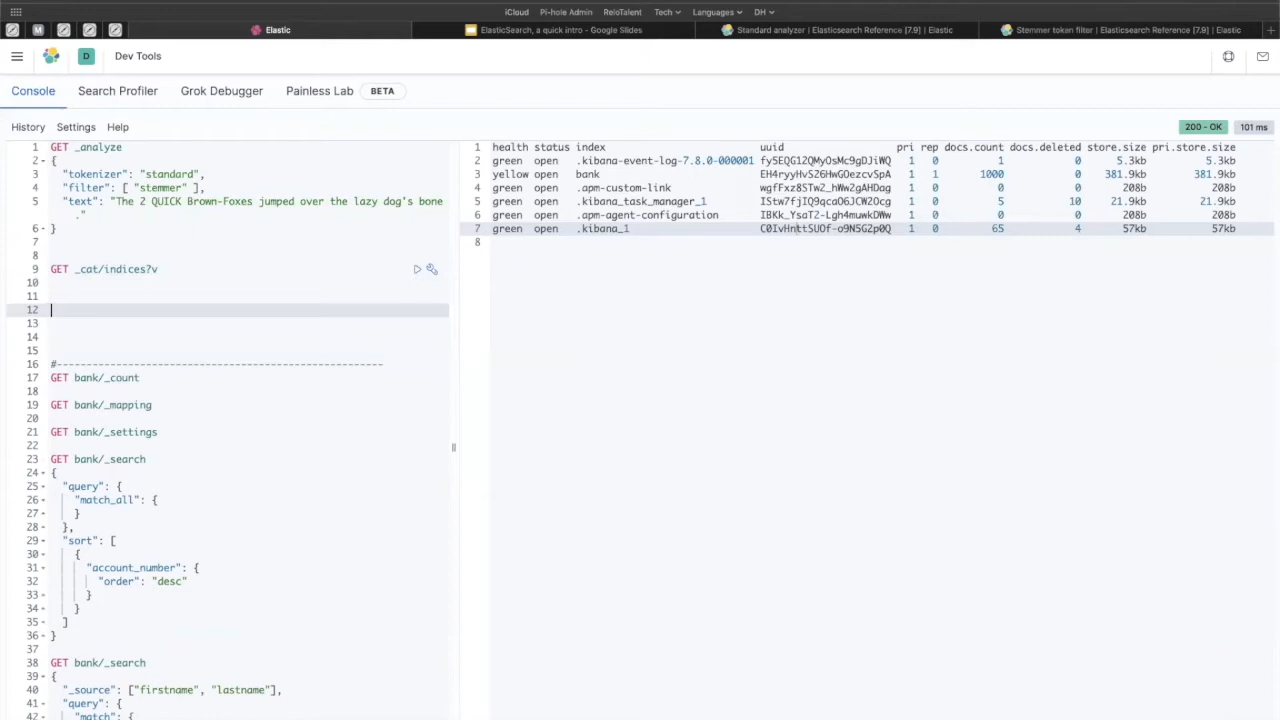 iCloud Pi-hole Admin ReloTalent Tech Languages DH
M Elastic ElasticSearch, a quick intro - Google Slides Standard analyzer | Elasticsearch Reference [7.9] | Elastic Stemmer token filter | Elasticsearch Reference [7.9] | Elastic
D Dev Tools
Console Search Profiler Grok Debugger Painless Lab BETA
History Settings Help 200 - OK 101 ms
1 GET _analyze
2 {
3 "tokenizer": "standard",
4 "filter": [ "stemmer" ],
5 "text": "The 2 QUICK Brown-Foxes jumped over the lazy dog's bone
."
6 }
7
8
9 GET _cat/indices?v
10
11
12
13
14
15
16 #-------------------------------------------------------
17 GET bank/_count
18
19 GET bank/_mapping
20
21 GET bank/_settings
22
23 GET bank/_search
24 {
25 "query": {
26 "match_all": {
27 }
28 },
29 "sort": [
30 {
31 "account_number": {
32 "order": "desc"
33 }
34 }
35 ]
36 }
37
38 GET bank/_search
39 {
40 "_source": ["firstname", "lastname"],
41 "query": {
42 "match": {
1 health status index uuid pri rep docs.count docs.deleted store.size pri.store.size
2 green open .kibana-event-log-7.8.0-000001 fy5EQG12QMyOsMc9gDJiWQ 1 0 1 0 5.3kb 5.3kb
3 yellow open bank EH4ryyHvSZ6HwGOezcvSpA 1 1 1000 0 381.9kb 381.9kb
4 green open .apm-custom-link wgfFxz8STw2_hWw2gAHDag 1 0 0 0 208b 208b
5 green open .kibana_task_manager_1 IStw7fjIQ9qcaO6JCW2Ocg 1 0 5 10 21.9kb 21.9kb
6 green open .apm-agent-configuration IBKk_YsaTZ-Lgh4muwkDWw 1 0 0 0 208b 208b
7 green open .kibana_1 C0IvHnttSUOf-o9N5GZp0Q 1 0 65 4 57kb 57kb
8